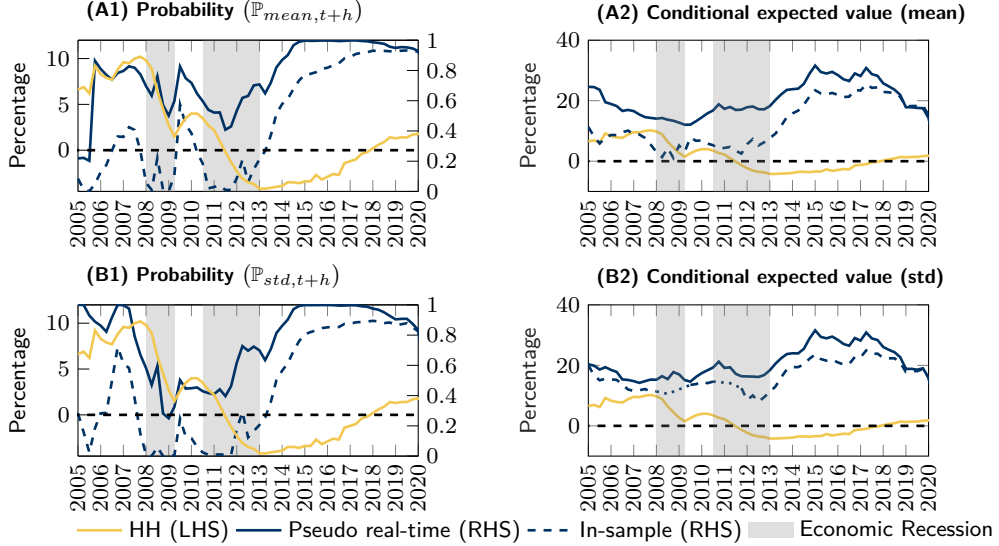 (A1) Probability (ℙmean,t+h)
(A2) Conditional expected value (mean)
Percentage
10
5
0
1
0.8
0.6
0.4
0.2
0
2005 2006 2007 2008 2009 2010 2011 2012 2013 2014 2015 2016 2017 2018 2019 2020
Percentage
40
20
0
2005 2006 2007 2008 2009 2010 2011 2012 2013 2014 2015 2016 2017 2018 2019 2020
(B1) Probability (ℙstd,t+h)
(B2) Conditional expected value (std)
Percentage
10
5
0
1
0.8
0.6
0.4
0.2
0
2005 2006 2007 2008 2009 2010 2011 2012 2013 2014 2015 2016 2017 2018 2019 2020
Percentage
40
20
0
2005 2006 2007 2008 2009 2010 2011 2012 2013 2014 2015 2016 2017 2018 2019 2020
HH (LHS) Pseudo real-time (RHS) In-sample (RHS) Economic Recession